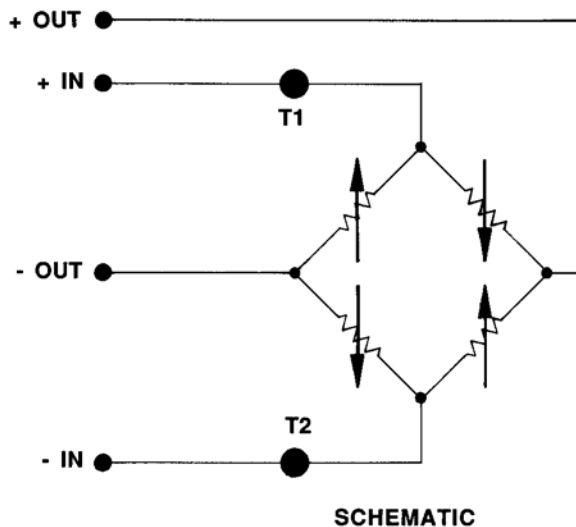 + OUT
+ IN
T1
- OUT
T2
- IN
SCHEMATIC